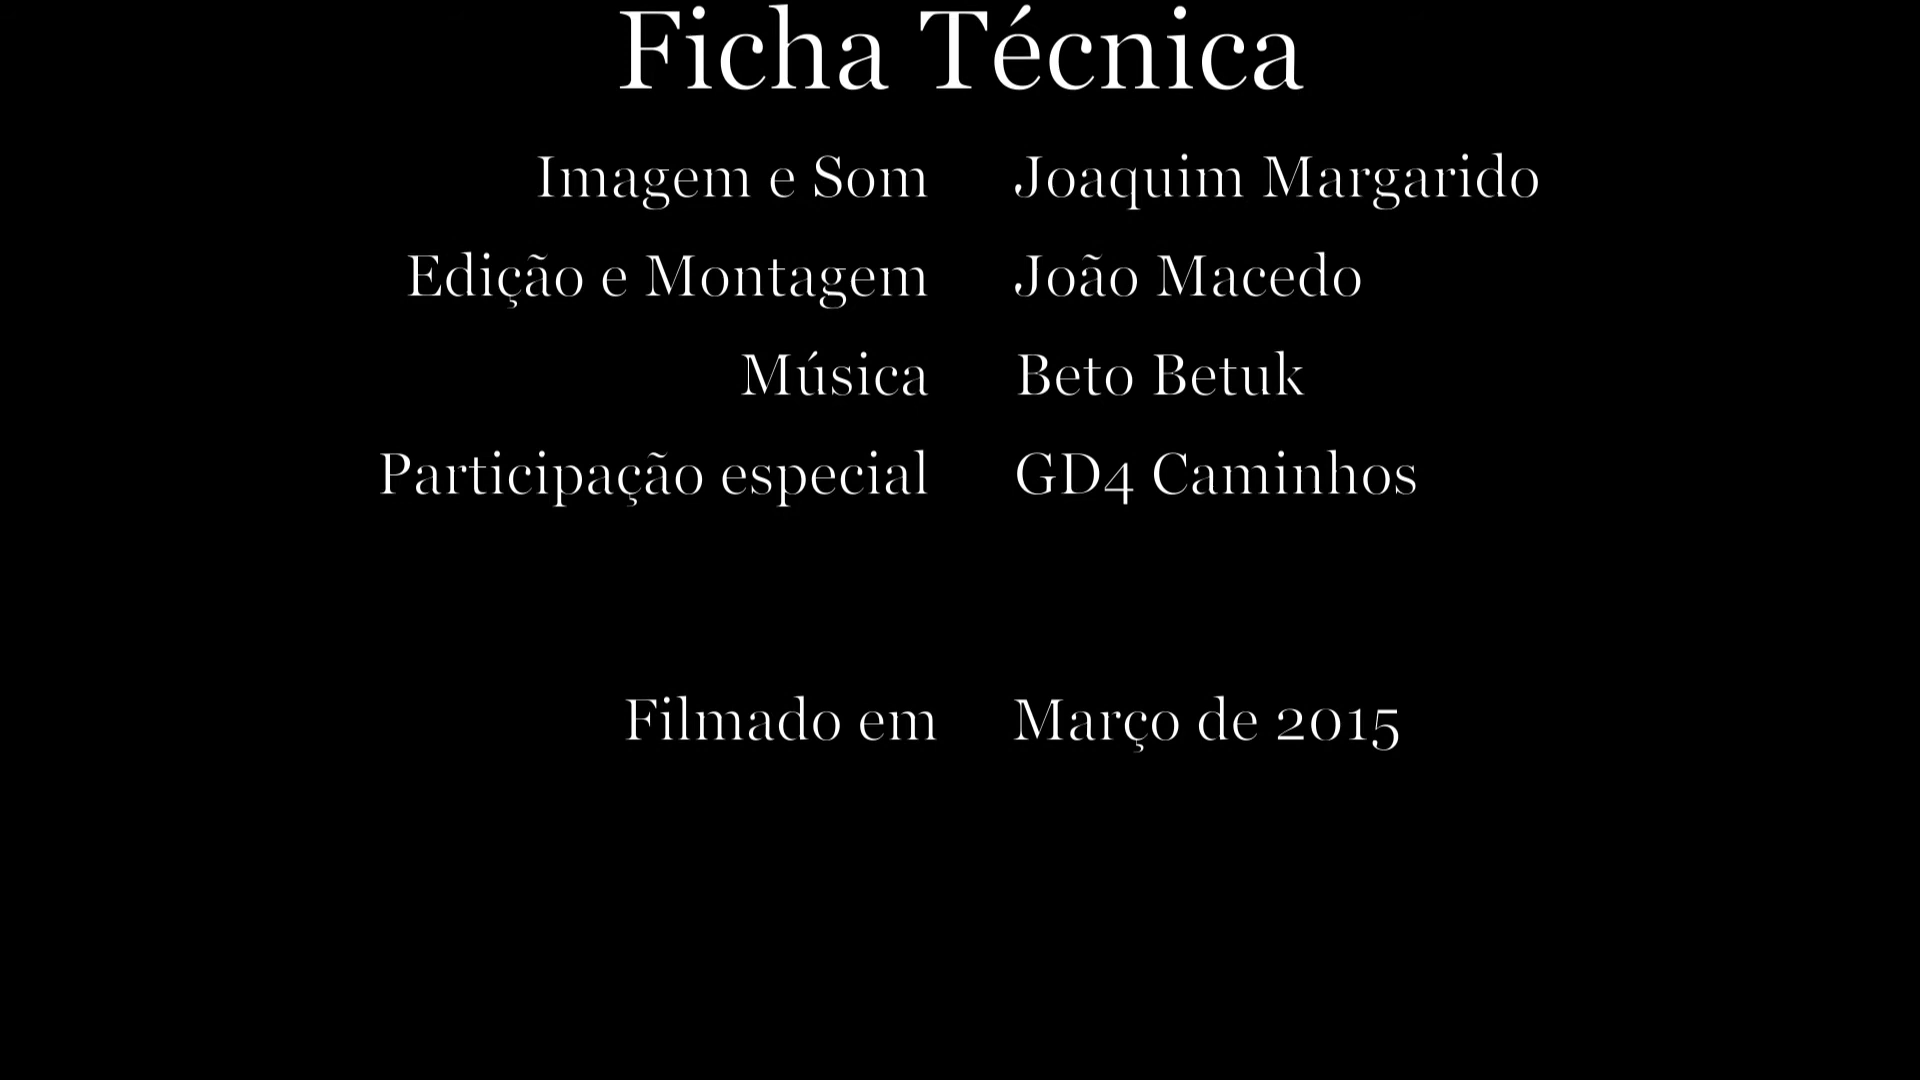 Ficha Técnica
Imagem e Som Joaquim Margarido
Edição e Montagem João Macedo
Música Beto Betuk
Participação especial GD4 Caminhos
Filmado em Março de 2015